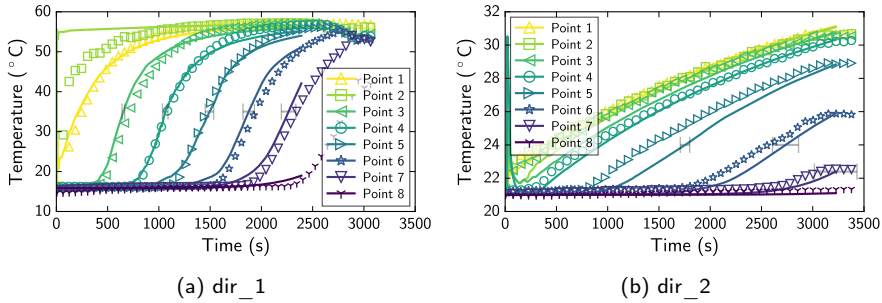 60
50
40
30
20
10
Temperature (°C)
0 500 1000 1500 2000 2500 3000 3500
Time (s)
Point 1
Point 2
Point 3
Point 4
Point 5
Point 6
Point 7
Point 8
(a) dir_1
32
30
28
26
24
22
20
Temperature (°C)
0 500 1000 1500 2000 2500 3000 3500
Time (s)
Point 1
Point 2
Point 3
Point 4
Point 5
Point 6
Point 7
Point 8
(b) dir_2